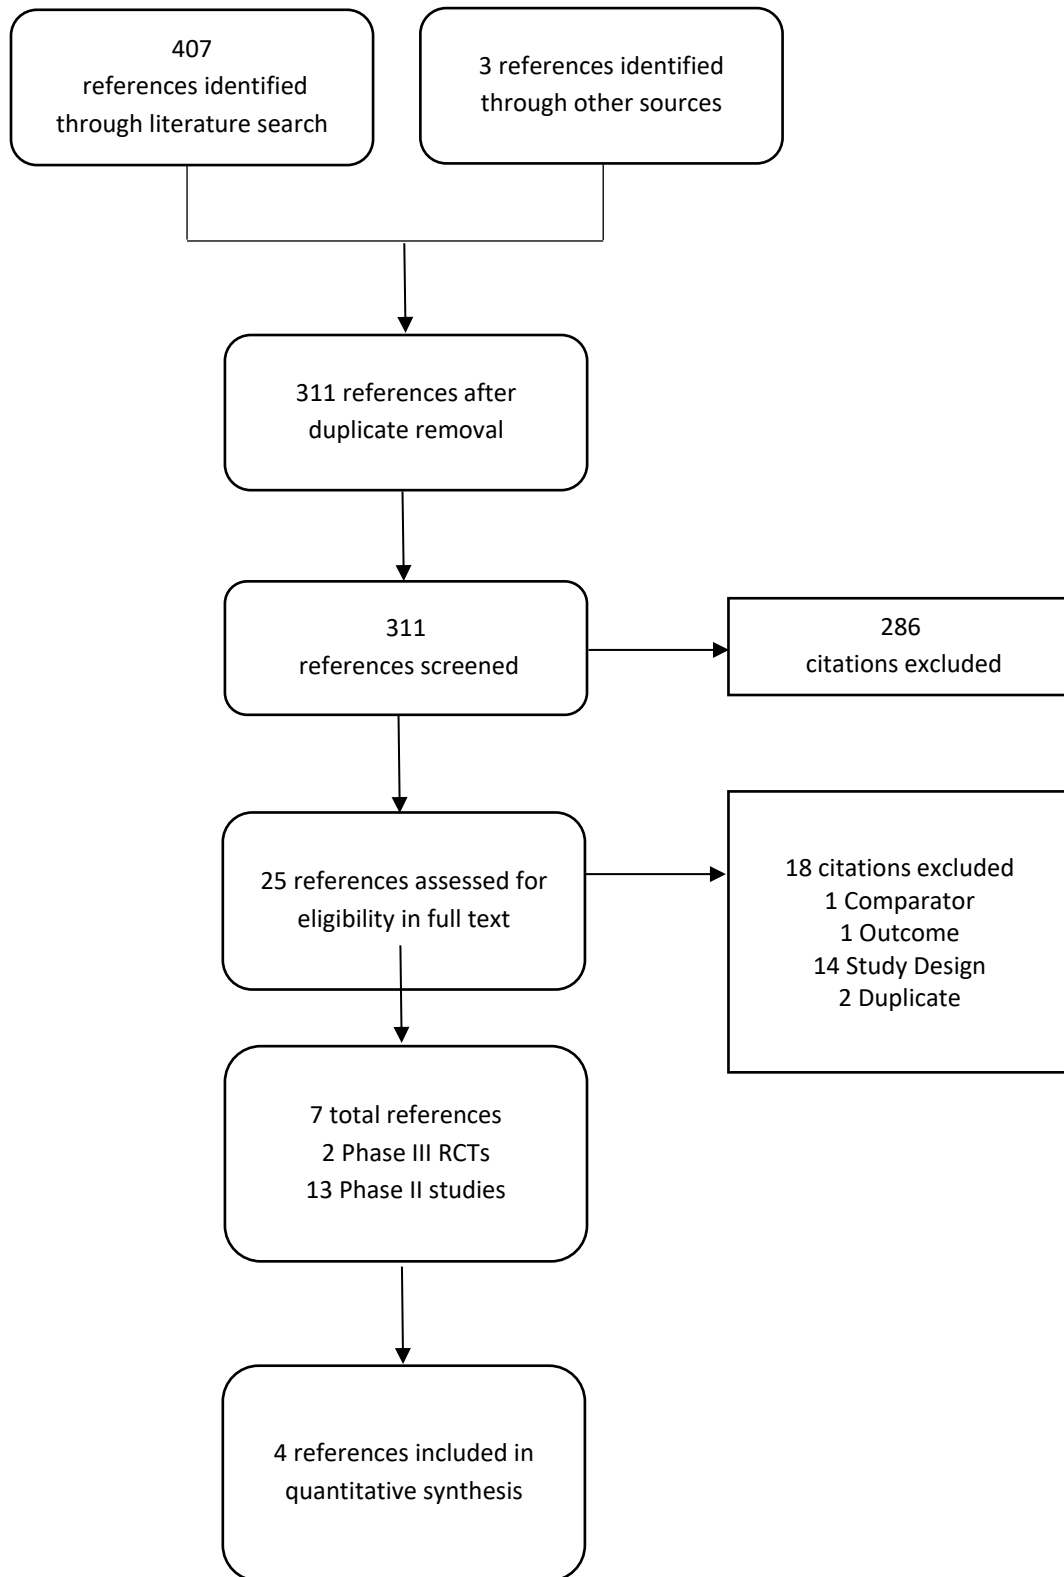 407
references identified
through literature search
3 references identified
through other sources
311 references after
duplicate removal
311
references screened
286
citations excluded
25 references assessed for
eligibility in full text
18 citations excluded
1 Comparator
1 Outcome
14 Study Design
2 Duplicate
7 total references
2 Phase III RCTs
13 Phase II studies
4 references included in
quantitative synthesis